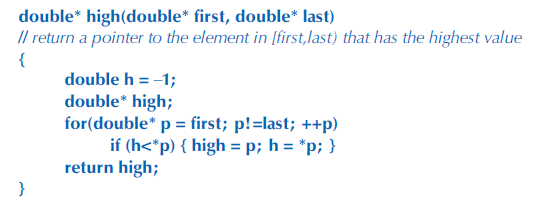 double* high(double* first, double* last)
// return a pointer to the element in [first,last) that has the highest value
{
double h = –1;
double* high;
for(double* p = first; p!=last; ++p)
if (h<*p) { high = p; h = *p; }
return high;
}